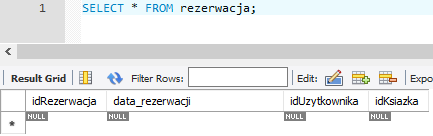 1 SELECT * FROM rezerwacja;
Result Grid Filter Rows: Edit: Expo
idRezerwacja data_rezerwacji idUzytkownika idKsiazka
* NULL NULL NULL NULL